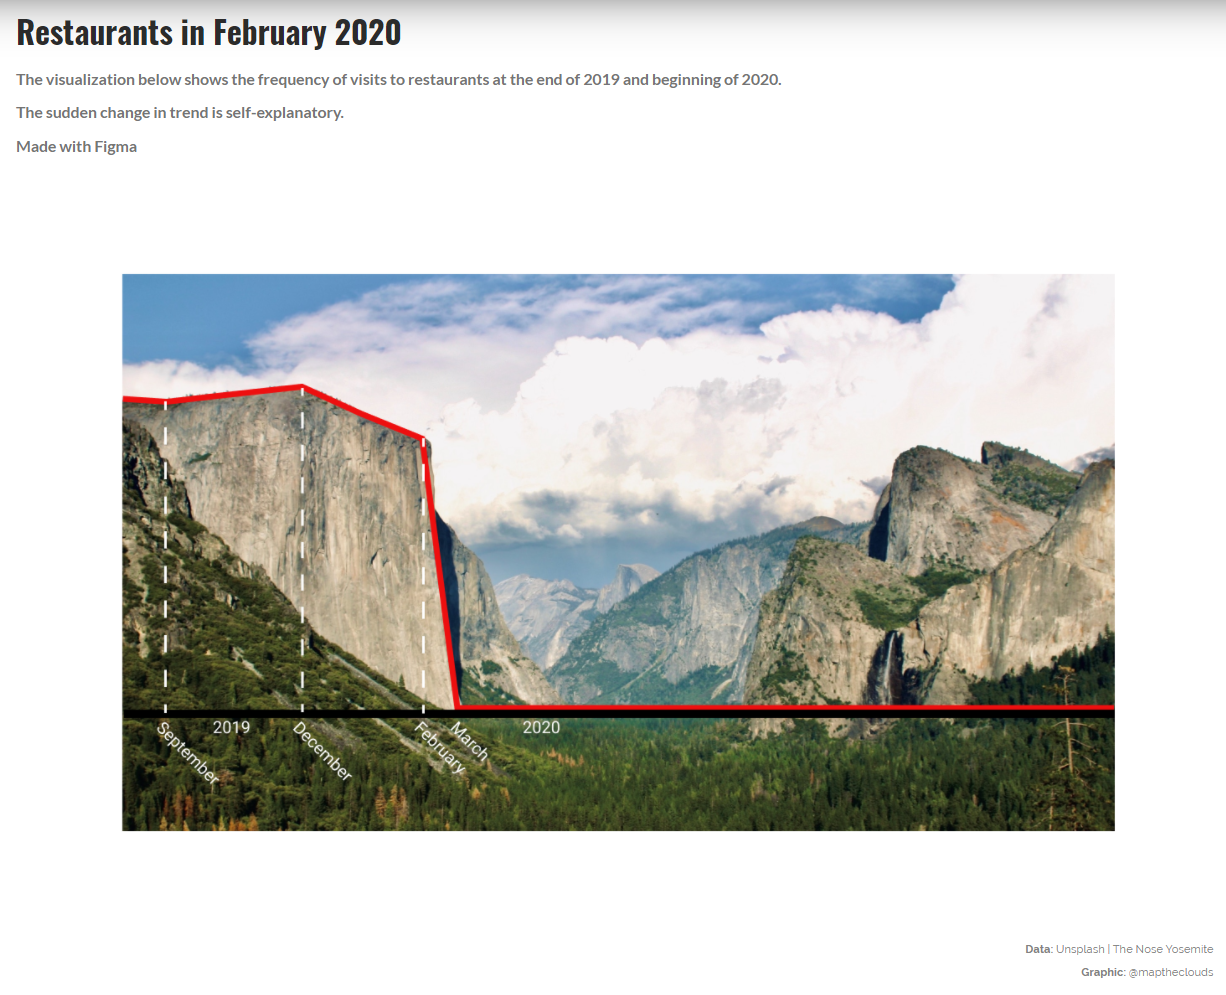 Restaurants in February 2020
The visualization below shows the frequency of visits to restaurants at the end of 2019 and beginning of 2020.
The sudden change in trend is self-explanatory.
Made with Figma
September
2019
December
February
March
2020
Data: Unsplash | The Nose Yosemite
Graphic: @maptheclouds